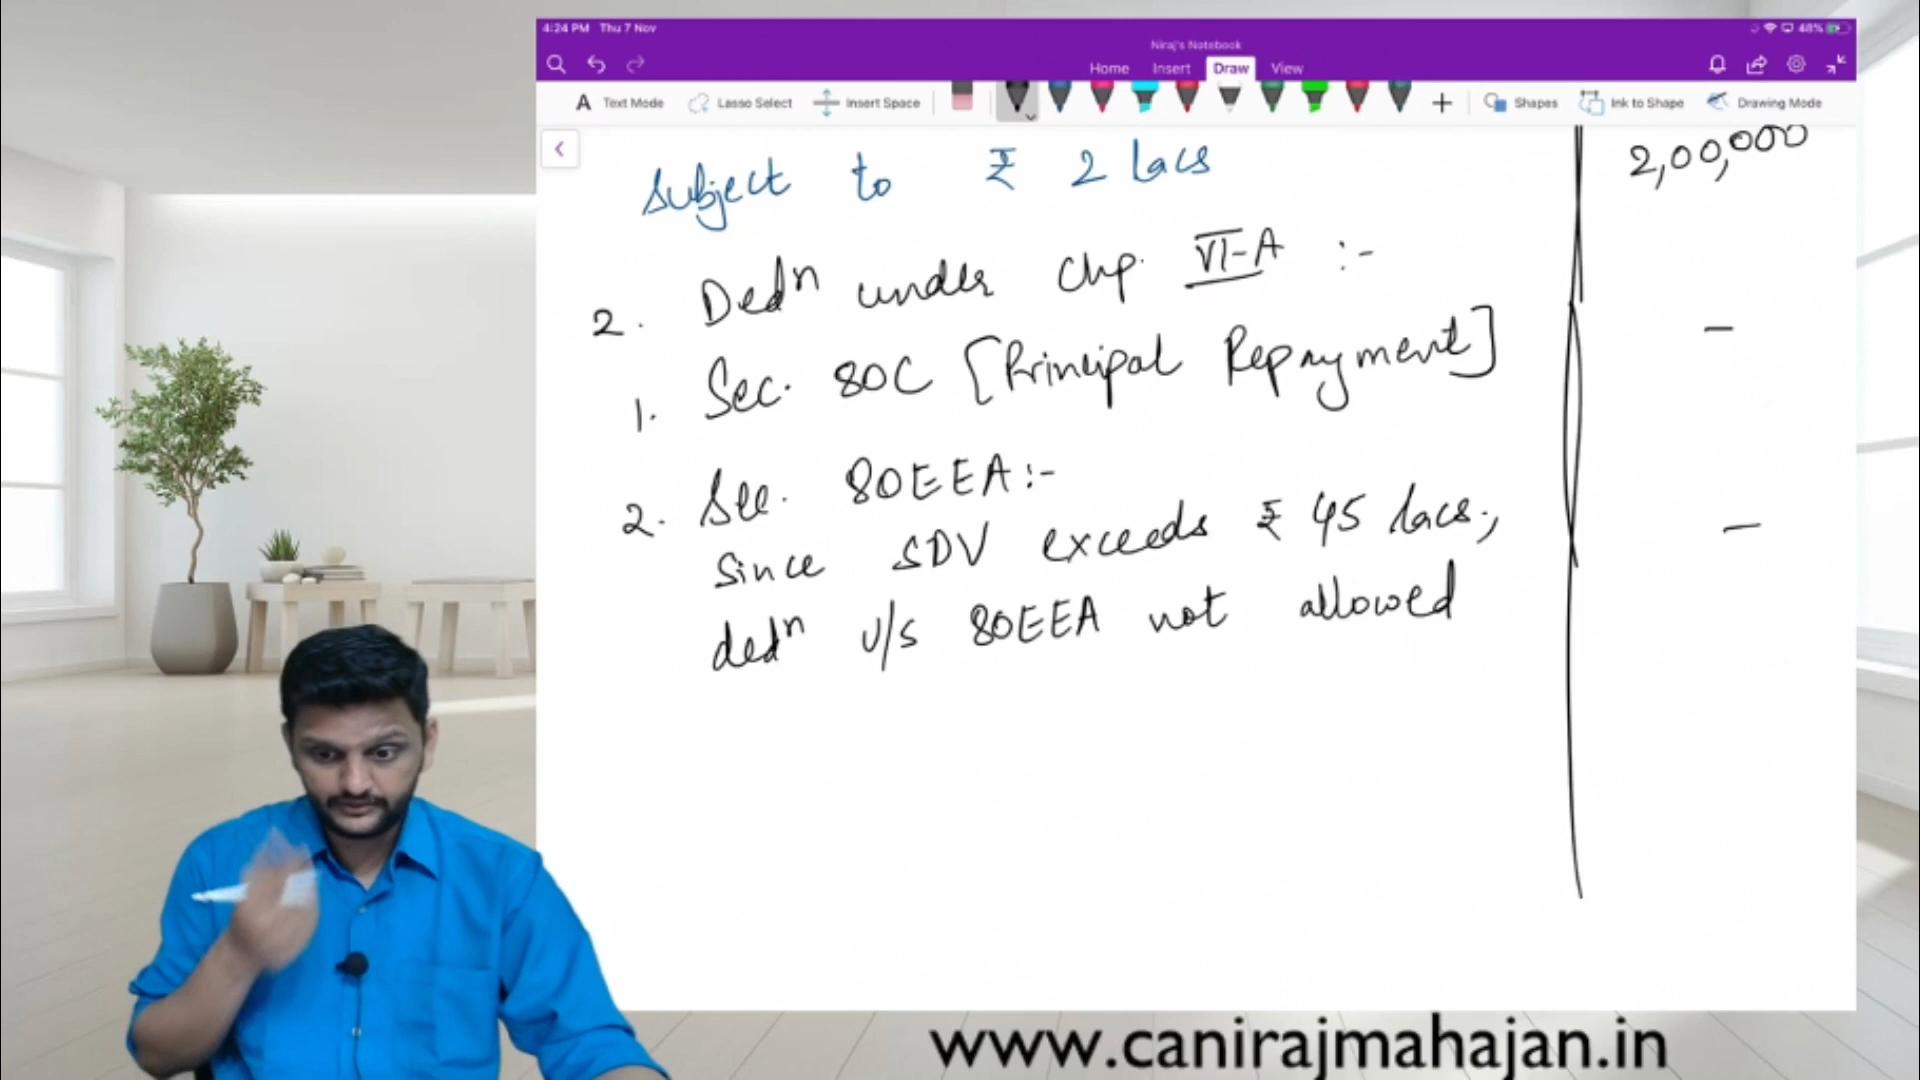 4:24 PM Thu 7 Nov
48%
Niraj's Notebook
Home Insert Draw View
A Text Mode Lasso Select Insert Space + Shapes Ink to Shape Drawing Mode
subject to ₹ 2 lacs 2,00,000
2. Dedⁿ under Chp. VI-A :-
1. Sec. 80C [Principal Repayment] -
2. Sec. 80EEA:-
since SDV exceeds ₹ 45 lacs., -
dedⁿ u/s 80EEA not allowed
www.canirajmahajan.in